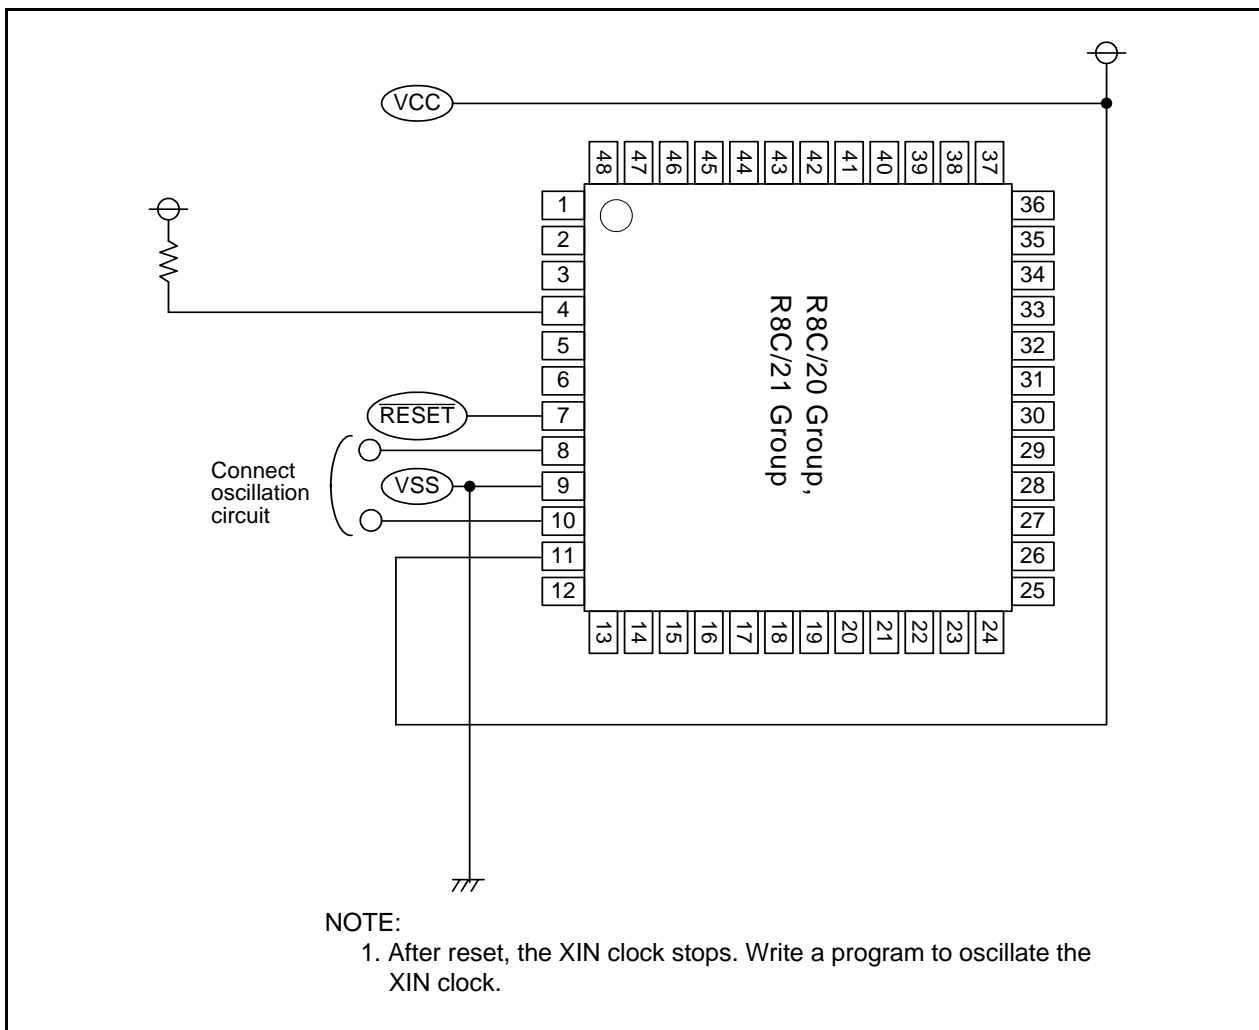 VCC
48 47 46 45 44 43 42 41 40 39 38 37
1
2
3
4
5
6
RESET 7
8
VSS 9
10
11
12
Connect
oscillation
circuit
R8C/20 Group,
R8C/21 Group
36
35
34
33
32
31
30
29
28
27
26
25
13 14 15 16 17 18 19 20 21 22 23 24
NOTE:
1. After reset, the XIN clock stops. Write a program to oscillate the
XIN clock.